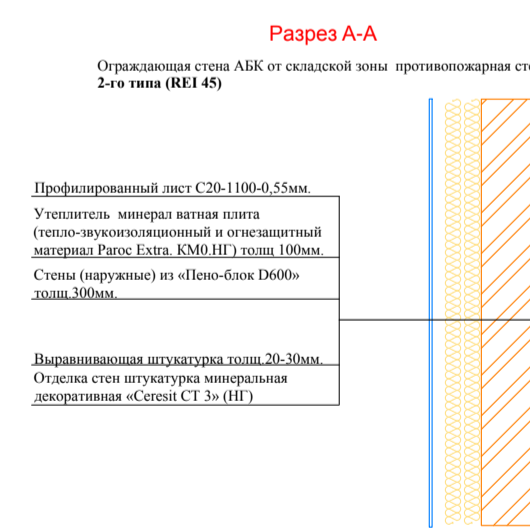 Разрез А-А
Ограждающая стена АБК от складской зоны противопожарная сте
2-го типа (REI 45)
Профилированный лист С20-1100-0,55мм.
Утеплитель минерал ватная плита
(тепло-звукоизоляционный и огнезащитный
материал Paroc Extra. КМ0.НГ) толщ 100мм.
Стены (наружные) из «Пено-блок D600»
толщ.300мм.
Выравнивающая штукатурка толщ.20-30мм.
Отделка стен штукатурка минеральная
декоративная «Ceresit CT 3» (НГ)